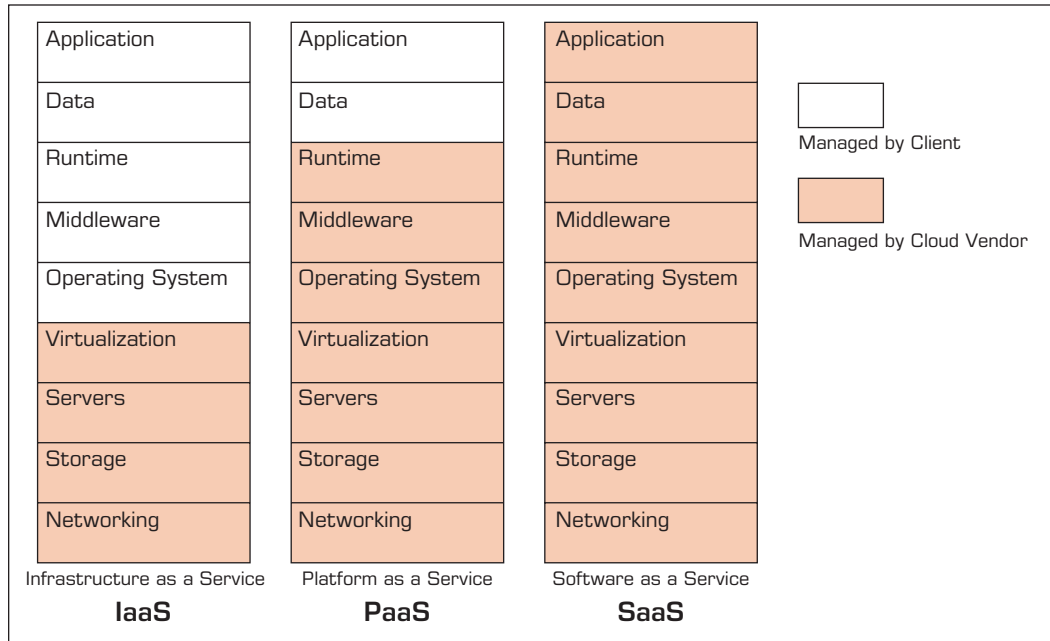 Application
Data
Runtime
Middleware
Operating System
Virtualization
Servers
Storage
Networking
Infrastructure as a Service
IaaS
Application
Data
Runtime
Middleware
Operating System
Virtualization
Servers
Storage
Networking
Platform as a Service
PaaS
Application
Data
Runtime
Middleware
Operating System
Virtualization
Servers
Storage
Networking
Software as a Service
SaaS
Managed by Client
Managed by Cloud Vendor